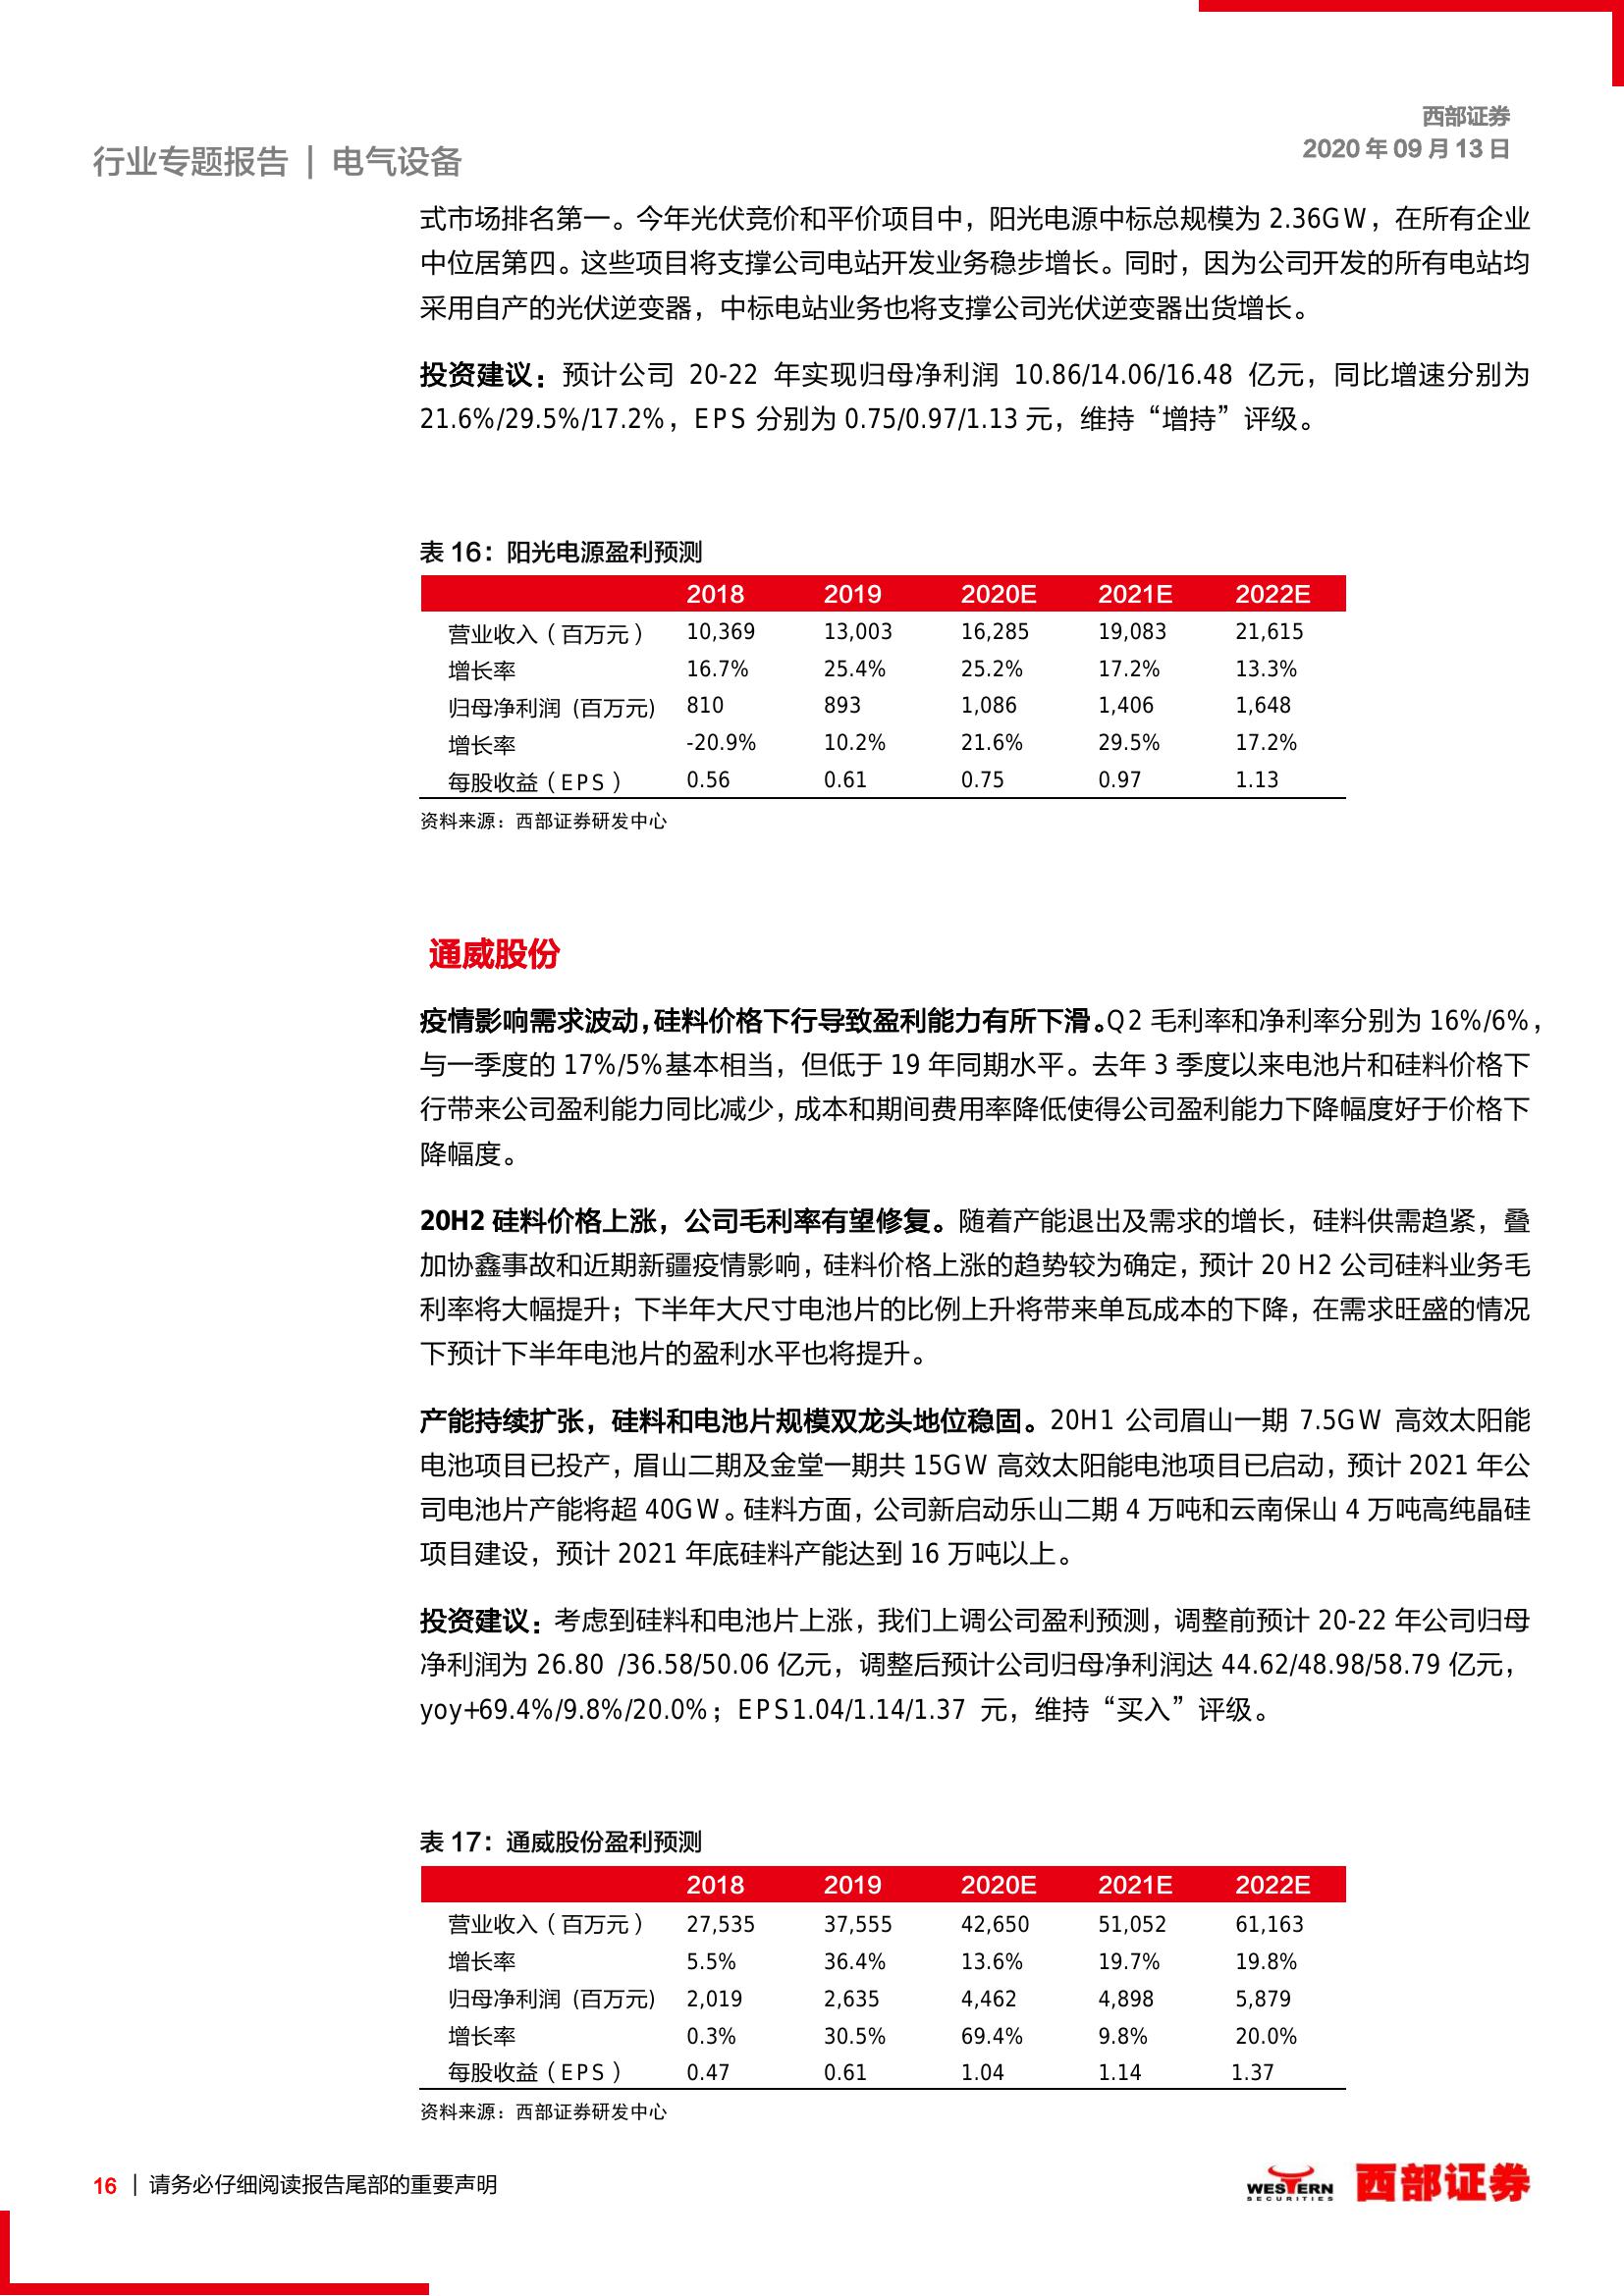 西部证券
2020 年 09 月 13 日
行业专题报告 | 电气设备
式市场排名第一。今年光伏竞价和平价项目中，阳光电源中标总规模为 2.36GW，在所有企业
中位居第四。这些项目将支撑公司电站开发业务稳步增长。同时，因为公司开发的所有电站均
采用自产的光伏逆变器，中标电站业务也将支撑公司光伏逆变器出货增长。
投资建议：预计公司 20-22 年实现归母净利润 10.86/14.06/16.48 亿元，同比增速分别为
21.6%/29.5%/17.2%，EPS 分别为 0.75/0.97/1.13 元，维持“增持”评级。
表 16：阳光电源盈利预测
2018 2019 2020E 2021E 2022E
营业收入（百万元） 10,369 13,003 16,285 19,083 21,615
增长率 16.7% 25.4% 25.2% 17.2% 13.3%
归母净利润 (百万元) 810 893 1,086 1,406 1,648
增长率 -20.9% 10.2% 21.6% 29.5% 17.2%
每股收益（EPS） 0.56 0.61 0.75 0.97 1.13
资料来源：西部证券研发中心
通威股份
疫情影响需求波动，硅料价格下行导致盈利能力有所下滑。Q2 毛利率和净利率分别为 16%/6%，
与一季度的 17%/5%基本相当，但低于 19 年同期水平。去年 3 季度以来电池片和硅料价格下
行带来公司盈利能力同比减少，成本和期间费用率降低使得公司盈利能力下降幅度好于价格下
降幅度。
20H2 硅料价格上涨，公司毛利率有望修复。随着产能退出及需求的增长，硅料供需趋紧，叠
加协鑫事故和近期新疆疫情影响，硅料价格上涨的趋势较为确定，预计 20 H2 公司硅料业务毛
利率将大幅提升；下半年大尺寸电池片的比例上升将带来单瓦成本的下降，在需求旺盛的情况
下预计下半年电池片的盈利水平也将提升。
产能持续扩张，硅料和电池片规模双龙头地位稳固。20H1 公司眉山一期 7.5GW 高效太阳能
电池项目已投产，眉山二期及金堂一期共 15GW 高效太阳能电池项目已启动，预计 2021 年公
司电池片产能将超 40GW。硅料方面，公司新启动乐山二期 4 万吨和云南保山 4 万吨高纯晶硅
项目建设，预计 2021 年底硅料产能达到 16 万吨以上。
投资建议：考虑到硅料和电池片上涨，我们上调公司盈利预测，调整前预计 20-22 年公司归母
净利润为 26.80 /36.58/50.06 亿元，调整后预计公司归母净利润达 44.62/48.98/58.79 亿元，
yoy+69.4%/9.8%/20.0%；EPS1.04/1.14/1.37 元，维持“买入”评级。
表 17：通威股份盈利预测
2018 2019 2020E 2021E 2022E
营业收入（百万元） 27,535 37,555 42,650 51,052 61,163
增长率 5.5% 36.4% 13.6% 19.7% 19.8%
归母净利润 (百万元) 2,019 2,635 4,462 4,898 5,879
增长率 0.3% 30.5% 69.4% 9.8% 20.0%
每股收益（EPS） 0.47 0.61 1.04 1.14 1.37
资料来源：西部证券研发中心
16 | 请务必仔细阅读报告尾部的重要声明
WESTERN
SECURITIES
西部证券